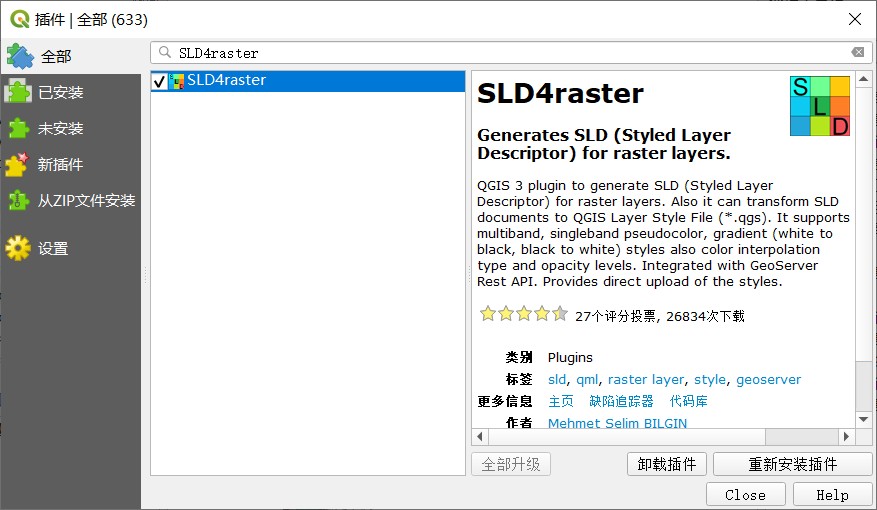 插件 | 全部 (633)
全部
已安装
未安装
新插件
从ZIP文件安装
设置
SLD4raster
SLD4raster
SLD4raster
S
L
D
Generates SLD (Styled Layer
Descriptor) for raster layers.
QGIS 3 plugin to generate SLD (Styled Layer
Descriptor) for raster layers. Also it can transform SLD
documents to QGIS Layer Style File (*.qgs). It supports
multiband, singleband pseudocolor, gradient (white to
black, black to white) styles also color interpolation
type and opacity levels. Integrated with GeoServer
Rest API. Provides direct upload of the styles.
27个评分投票, 26834次下载
类别 Plugins
标签 sld, qml, raster layer, style, geoserver
更多信息 主页 缺陷追踪器 代码库
作者 Mehmet Selim BILGIN
全部升级 卸载插件 重新安装插件
Close Help